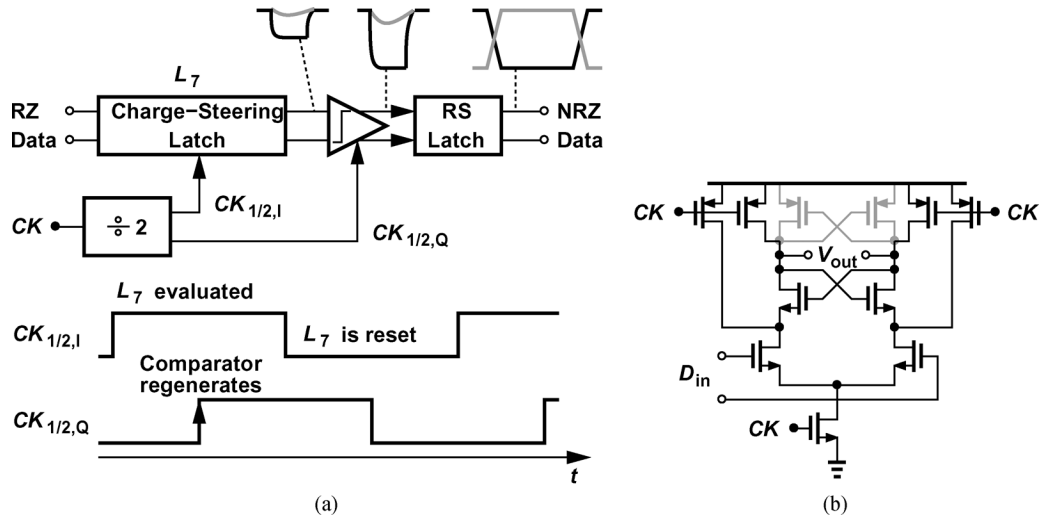 L7
RZ
Data
Charge–Steering
Latch
RS
Latch
NRZ
Data
CK
÷ 2
CK1/2,I
CK1/2,Q
L7 evaluated
CK1/2,I
L7 is reset
Comparator
regenerates
CK1/2,Q
t
(a)
CK
CK
Vout
Din
CK
(b)